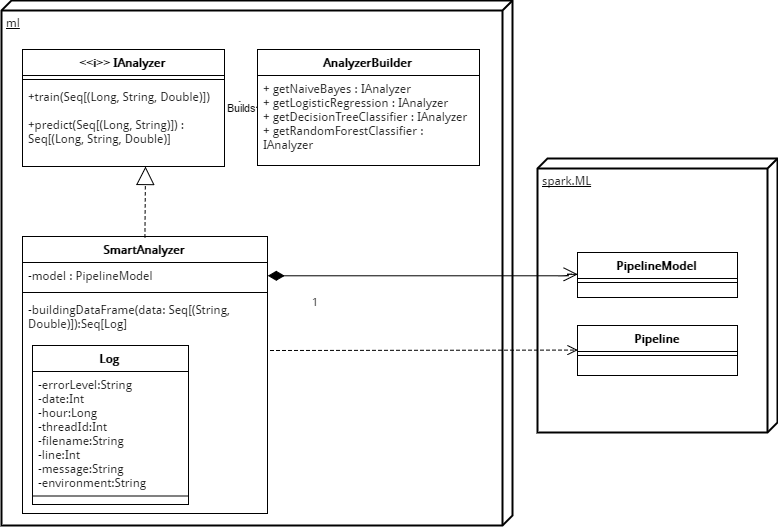 ml
<<i>> IAnalyzer
+train(Seq[(Long, String, Double)])
+predict(Seq[(Long, String)]) :
Seq[(Long, String, Double)]
Builds
AnalyzerBuilder
+ getNaiveBayes : IAnalyzer
+ getLogisticRegression : IAnalyzer
+ getDecisionTreeClassifier : IAnalyzer
+ getRandomForestClassifier :
IAnalyzer
SmartAnalyzer
-model : PipelineModel
-buildingDataFrame(data: Seq[(String,
Double)]):Seq[Log]
Log
-errorLevel:String
-date:Int
-hour:Long
-threadId:Int
-filename:String
-line:Int
-message:String
-environment:String
1
spark.ML
PipelineModel
Pipeline